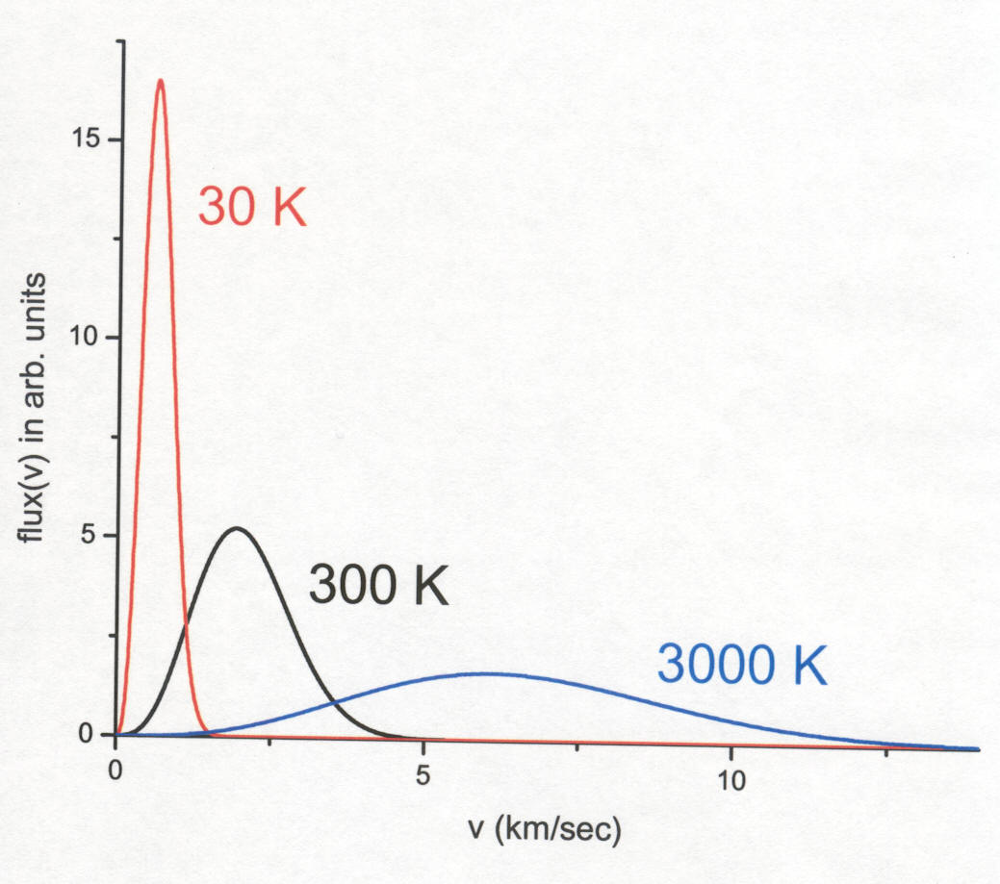 15
30 K
10
flux(v) in arb. units
5
300 K
3000 K
0
0
5
10
v (km/sec)